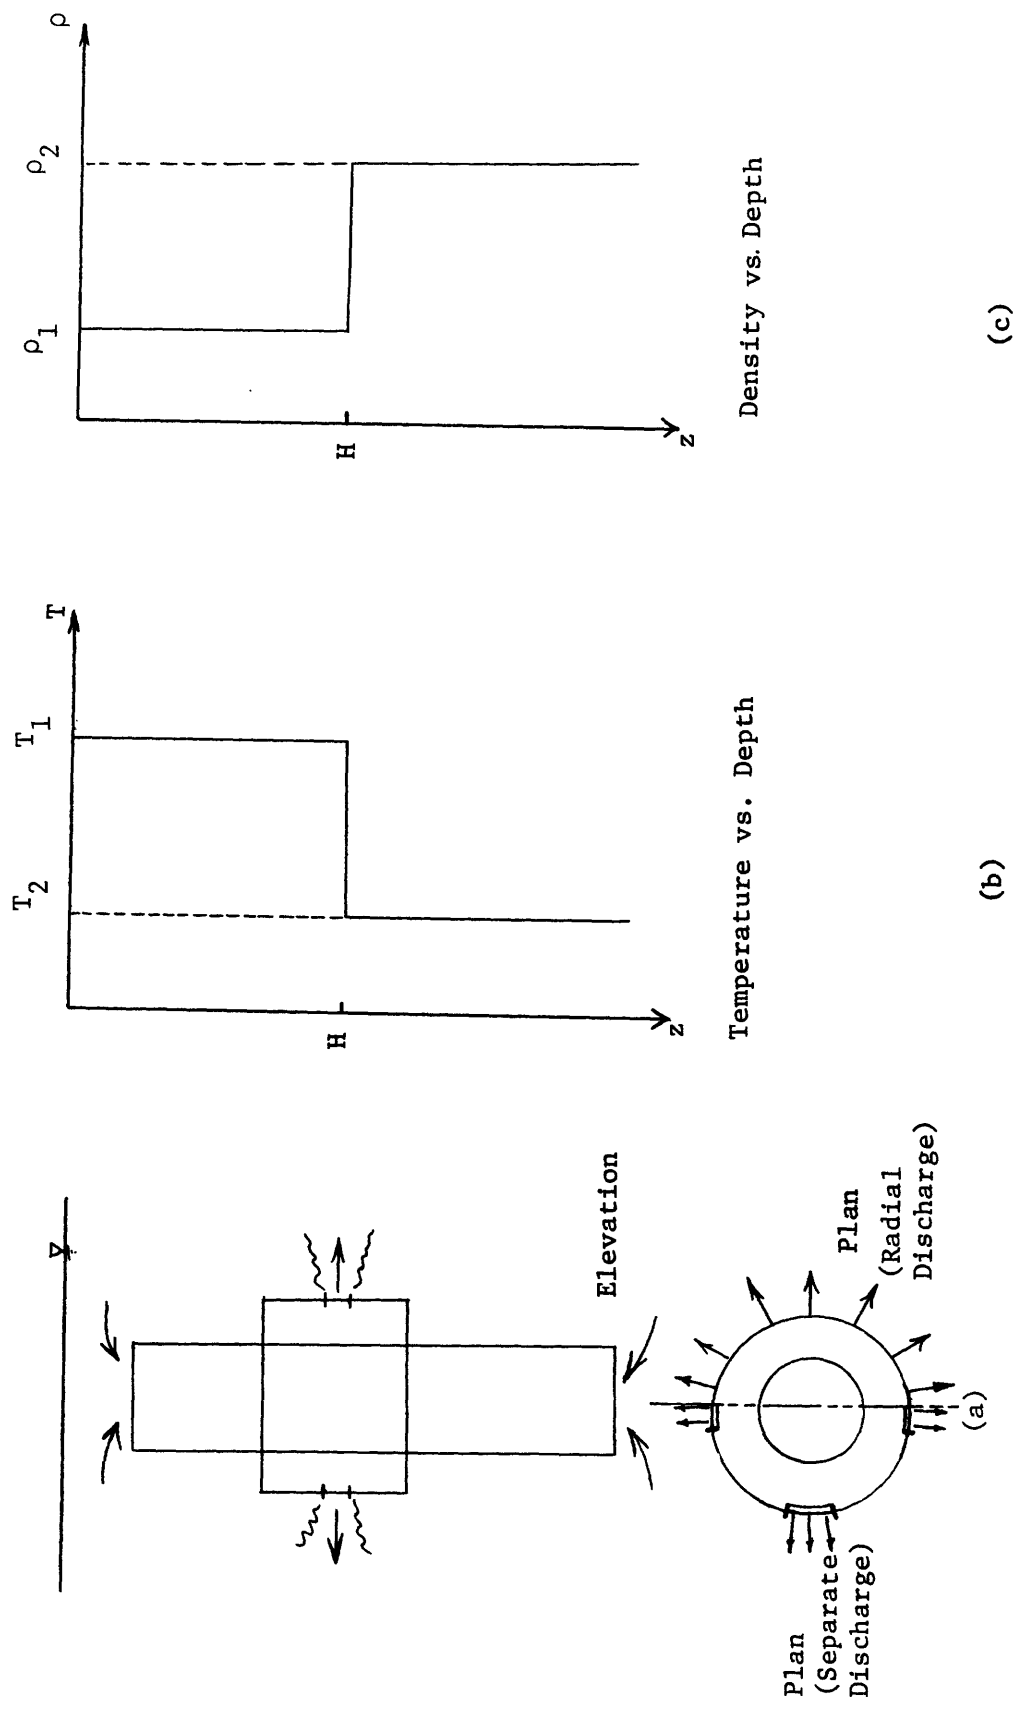 Elevation
Plan
(Separate
Discharge)
Plan
(Radial
Discharge)
(a)
T
T2
T1
H
z
Temperature vs. Depth
(b)
ρ
ρ1
ρ2
H
z
Density vs. Depth
(c)